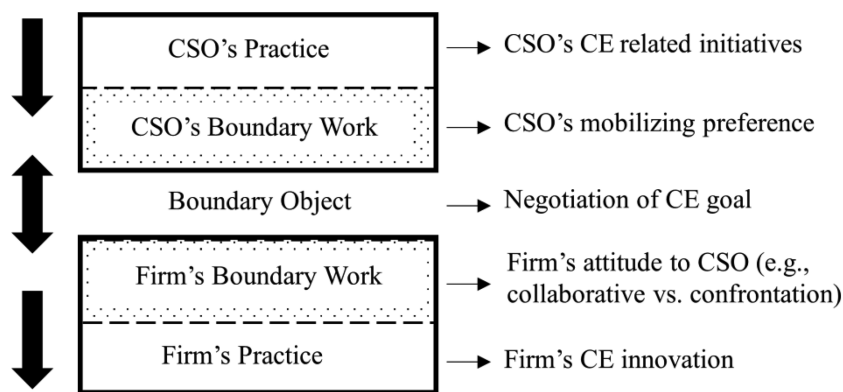 CSO’s Practice
CSO’s CE related initiatives
CSO’s Boundary Work
CSO’s mobilizing preference
Boundary Object
Negotiation of CE goal
Firm’s Boundary Work
Firm’s attitude to CSO (e.g.,
collaborative vs. confrontation)
Firm’s Practice
Firm’s CE innovation